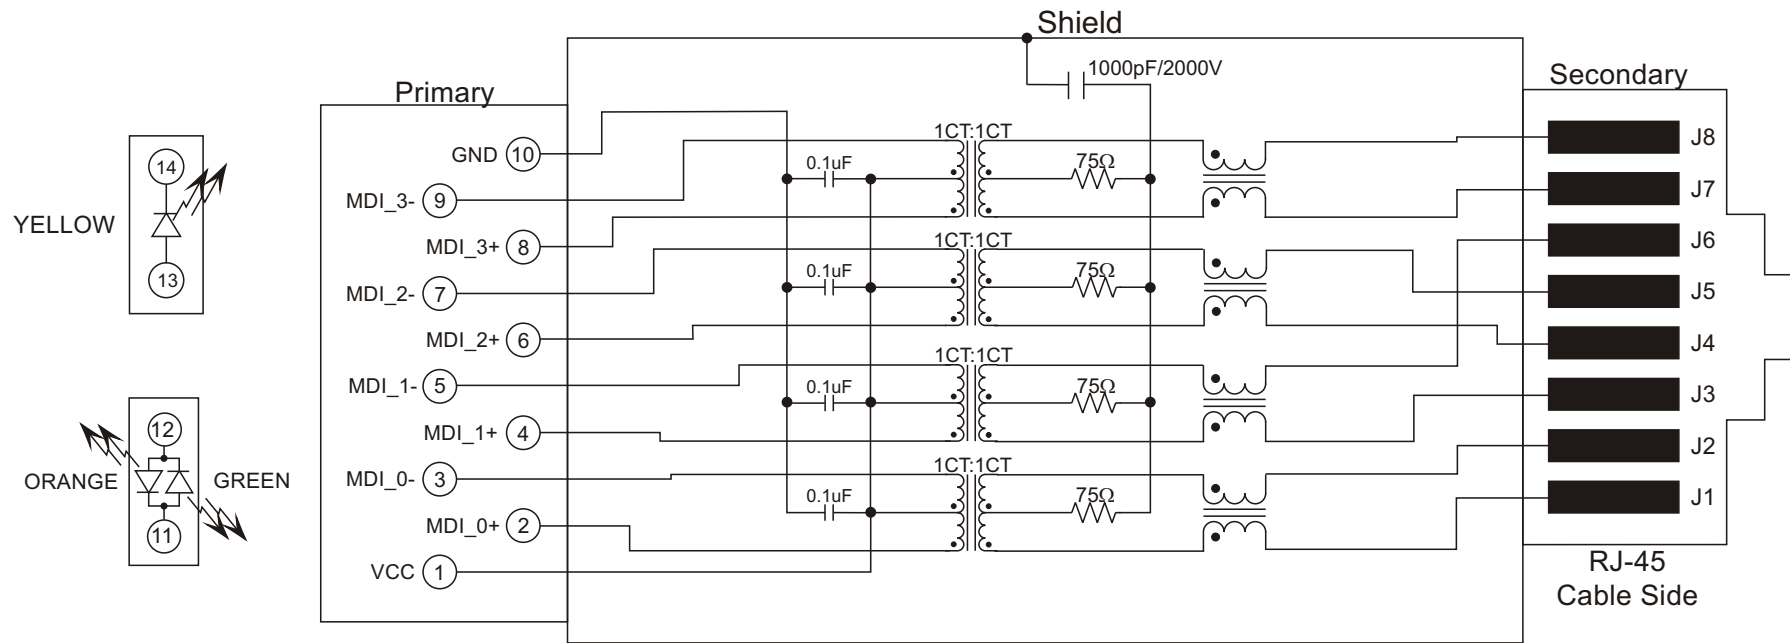 Shield
1000pF/2000V
Primary
Secondary
YELLOW
14
13
ORANGE
GREEN
12
11
GND 10
MDI_3- 9
MDI_3+ 8
MDI_2- 7
MDI_2+ 6
MDI_1- 5
MDI_1+ 4
MDI_0- 3
MDI_0+ 2
VCC 1
0.1uF
1CT:1CT
75Ω
0.1uF
1CT:1CT
75Ω
0.1uF
1CT:1CT
75Ω
0.1uF
1CT:1CT
75Ω
J8
J7
J6
J5
J4
J3
J2
J1
RJ-45
Cable Side